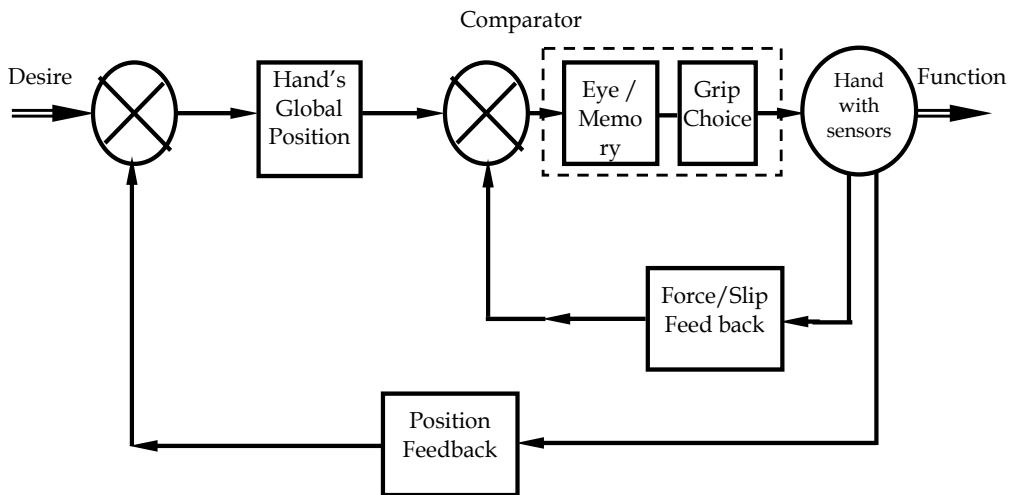 Comparator
Desire
Hand's
Global
Position
Eye /
Memo
ry
Grip
Choice
Hand
with
sensors
Function
Force/Slip
Feed back
Position
Feedback